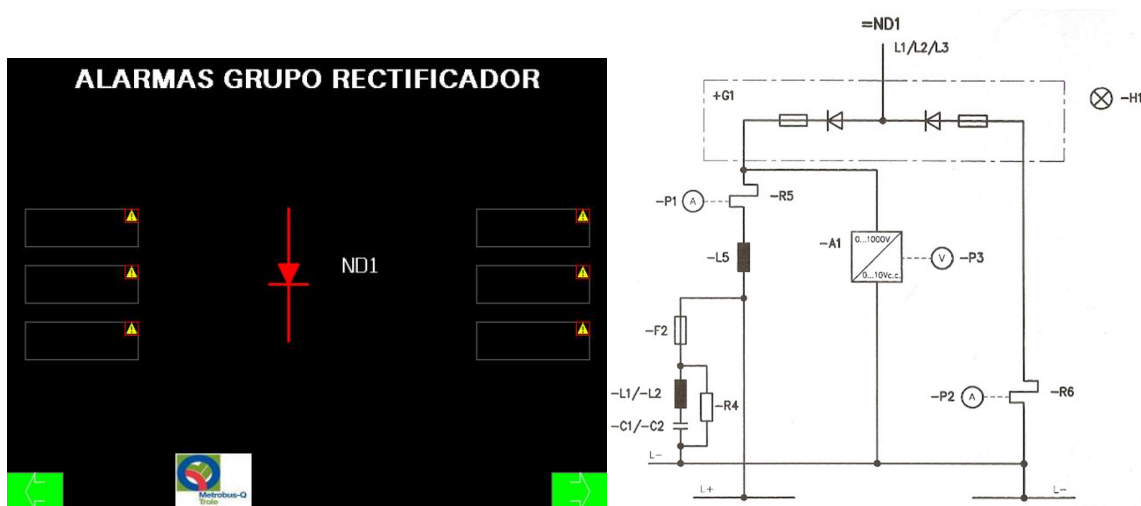 ALARMAS GRUPO RECTIFICADOR
ND1
Metrobus-Q
Trole
=ND1
L1/L2/L3
+G1
-H1
-P1
A
-R5
-L5
-A1
0...1000V
0...10Vc.c.
V
-P3
-F2
-L1/-L2
-R4
-C1/-C2
-P2
A
-R6
L-
L+
L-